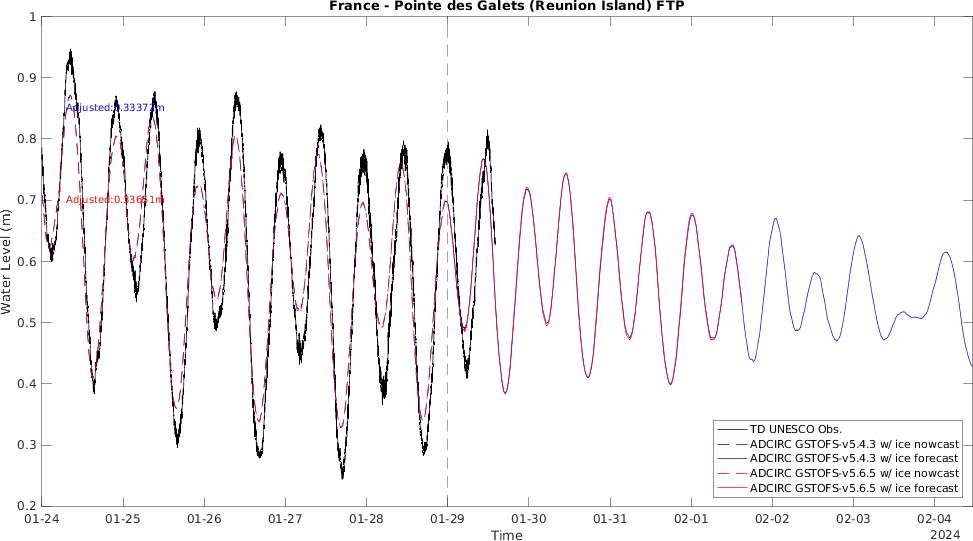 France - Pointe des Galets (Reunion Island) FTP
1
0.9
0.8
0.7
0.6
0.5
0.4
0.3
0.2
Water Level (m)
Adjusted:0.33372m
Adjusted:0.33651m
TD UNESCO Obs.
ADCIRC GSTOFS-v5.4.3 w/ ice nowcast
ADCIRC GSTOFS-v5.4.3 w/ ice forecast
ADCIRC GSTOFS-v5.6.5 w/ ice nowcast
ADCIRC GSTOFS-v5.6.5 w/ ice forecast
01-24 01-25 01-26 01-27 01-28 01-29 01-30 01-31 02-01 02-02 02-03 02-04
Time
2024